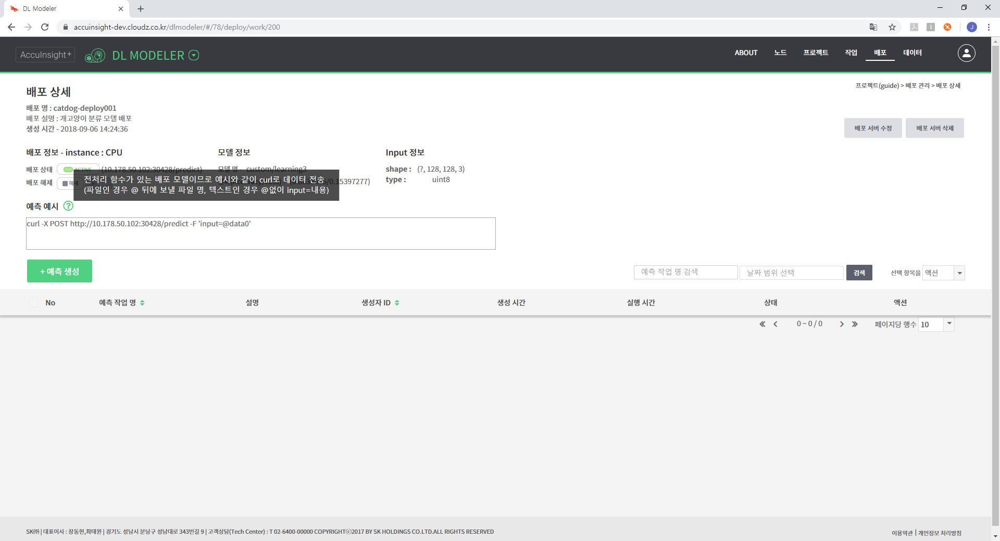 DL Modeler
accuinsight-dev.cloudz.co.kr/dlmodeler/#/78/deploy/work/200
J
AccuInsight+
DL MODELER
ABOUT 노드 프로젝트 작업 배포 데이터
프로젝트(guide) > 배포 관리 > 배포 상세
배포 상세
배포 명 : catdog-deploy001
배포 설명 : 개고양이 분류 모델 배포
생성 시간 - 2018-09-06 14:24:36
배포 서버 수정 배포 서버 삭제
배포 정보 - instance : CPU 모델 정보 Input 정보
배포 상태 ACTIVE (10.178.50.102:30428/predict) 모델 명 - custom/learning3 shape : (?, 128, 128, 3)
배포 해제 해제 0.15397277) type : uint8
전처리 함수가 있는 배포 모델이므로 예시와 같이 curl로 데이터 전송
(파일인 경우 @ 뒤에 보낼 파일 명, 텍스트인 경우 @없이 input=내용)
예측 예시 ?
curl -X POST http://10.178.50.102:30428/predict -F 'input=@data0'
+ 예측 생성
예측 작업 명 검색 날짜 범위 선택 검색 선택 항목을 액션
No 예측 작업 명 설명 생성자 ID 생성 시간 실행 시간 상태 액션
0 ~ 0 / 0 페이지당 행수 10
SK㈜ | 대표이사 : 장동현,최태원 | 경기도 성남시 분당구 성남대로 343번길 9 | 고객상담(Tech Center) : T 02-6400-00000 COPYRIGHTⓒ2017 BY SK HOLDINGS CO.LTD.ALL RIGHTS RESERVED
이용약관 | 개인정보 처리방침